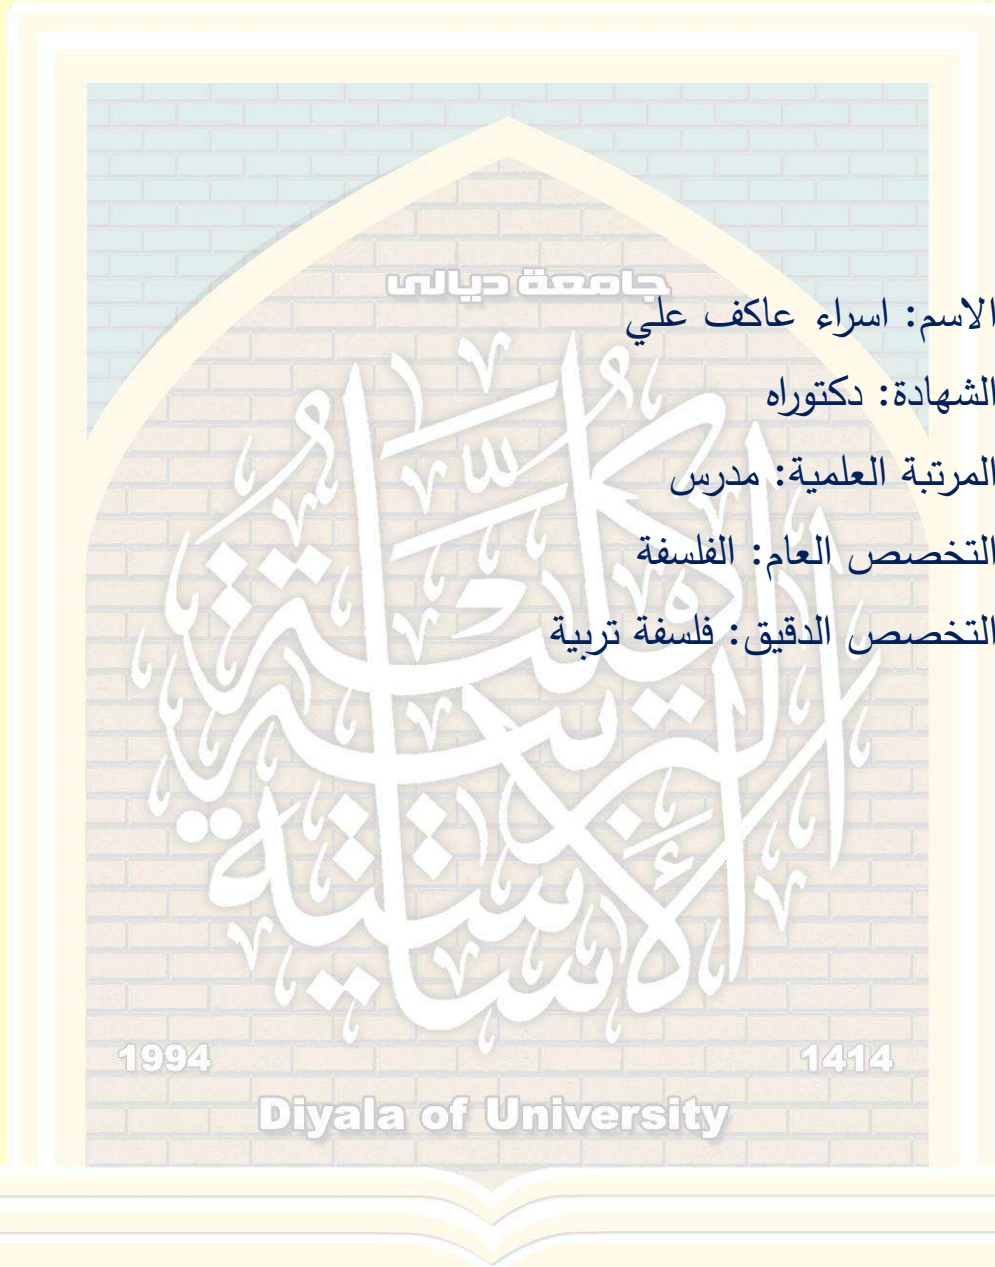 جامعة ديالى
الاسم: اسراء عاكف علي
الشهادة: دكتوراه
المرتبة العلمية: مدرس
التخصص العام: الفلسفة
التخصص الدقيق: فلسفة تربية
كلية التربية الأساسية
1994 1414
Diyala of University